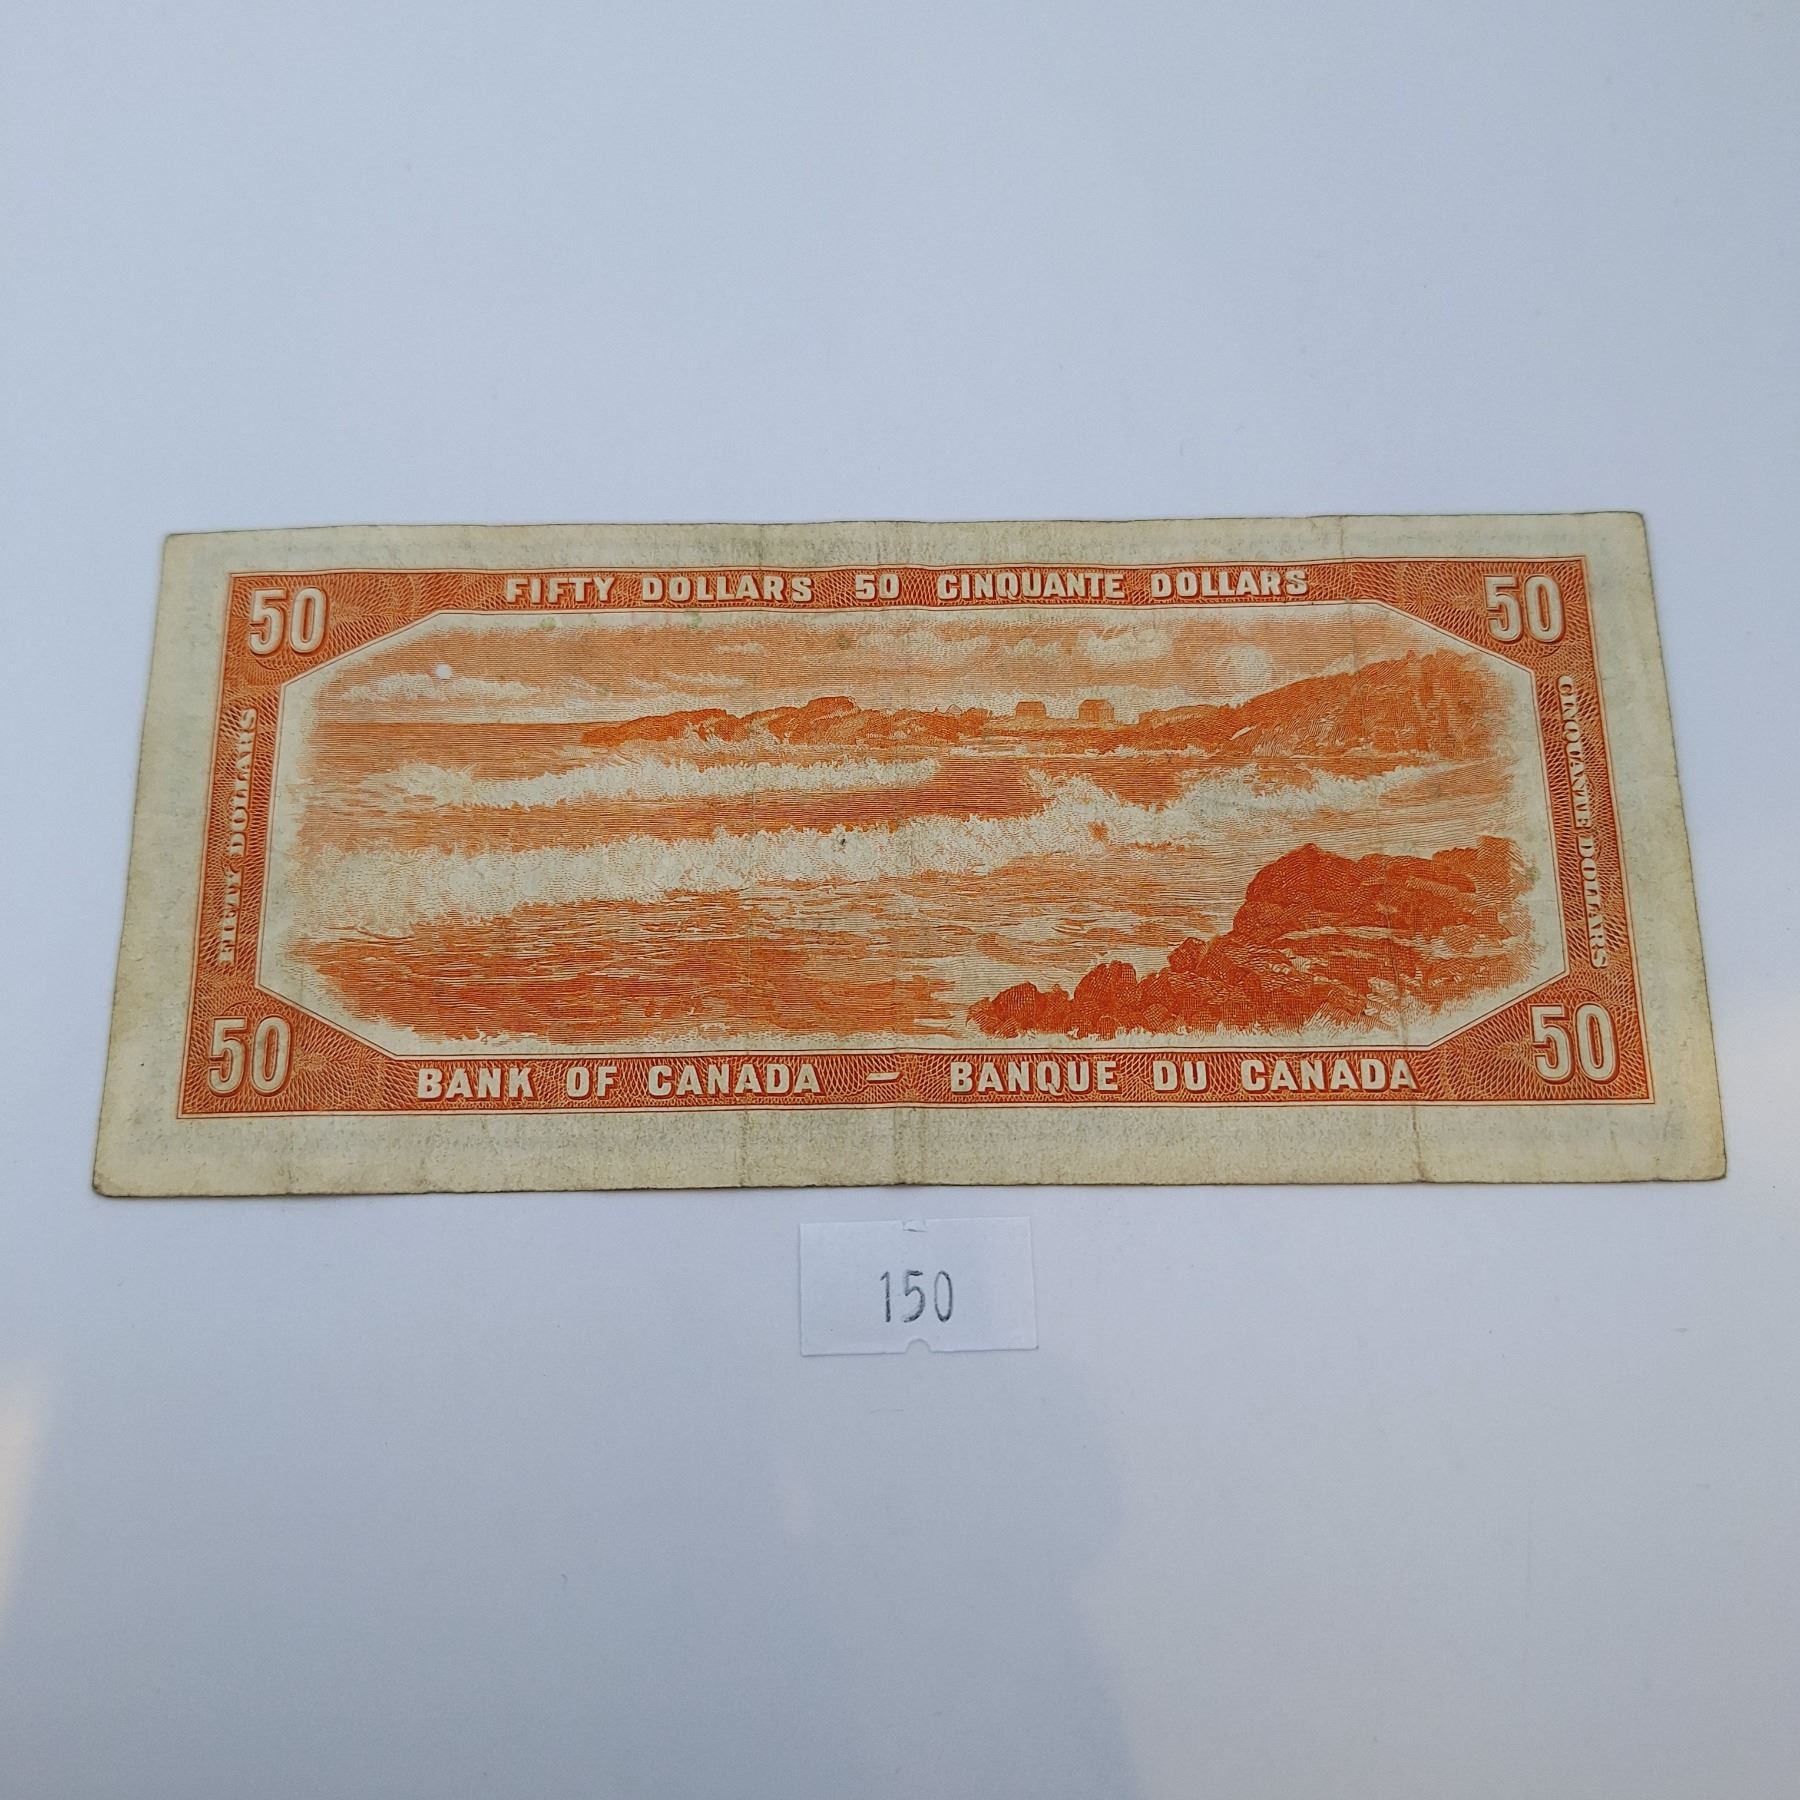 FIFTY DOLLARS 50 CINQUANTE DOLLARS
50
50
FIFTY DOLLARS
CINQUANTE DOLLARS
50
50
BANK OF CANADA — BANQUE DU CANADA
150